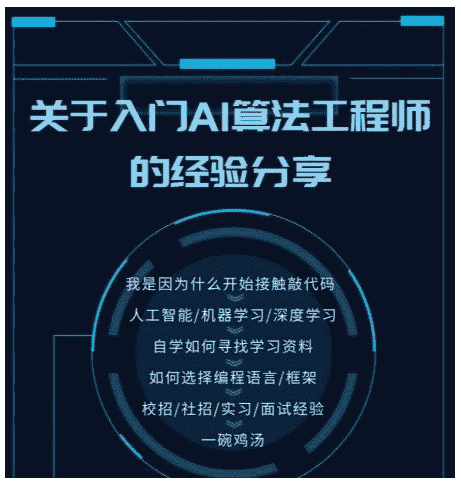 关于入门AI算法工程师
的经验分享
我是因为什么开始接触敲代码
人工智能/机器学习/深度学习
自学如何寻找学习资料
如何选择编程语言/框架
校招/社招/实习/面试经验
一碗鸡汤